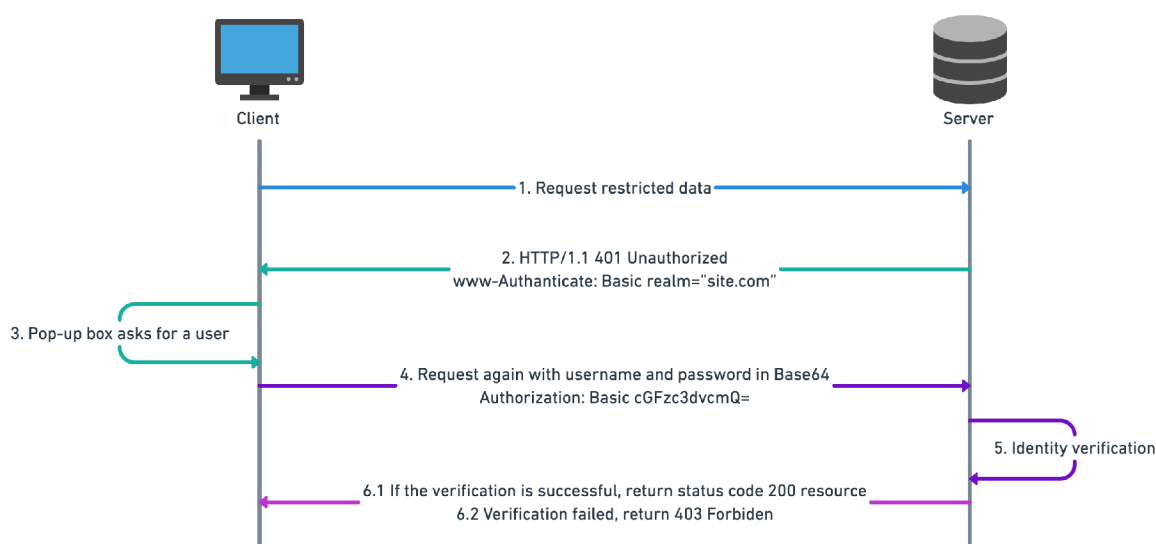 Client
Server
1. Request restricted data
2. HTTP/1.1 401 Unauthorized
www-Authanticate: Basic realm="site.com"
3. Pop-up box asks for a user
4. Request again with username and password in Base64
Authorization: Basic cGFzc3dvcmQ=
5. Identity verification
6.1 If the verification is successful, return status code 200 resource
6.2 Verification failed, return 403 Forbiden